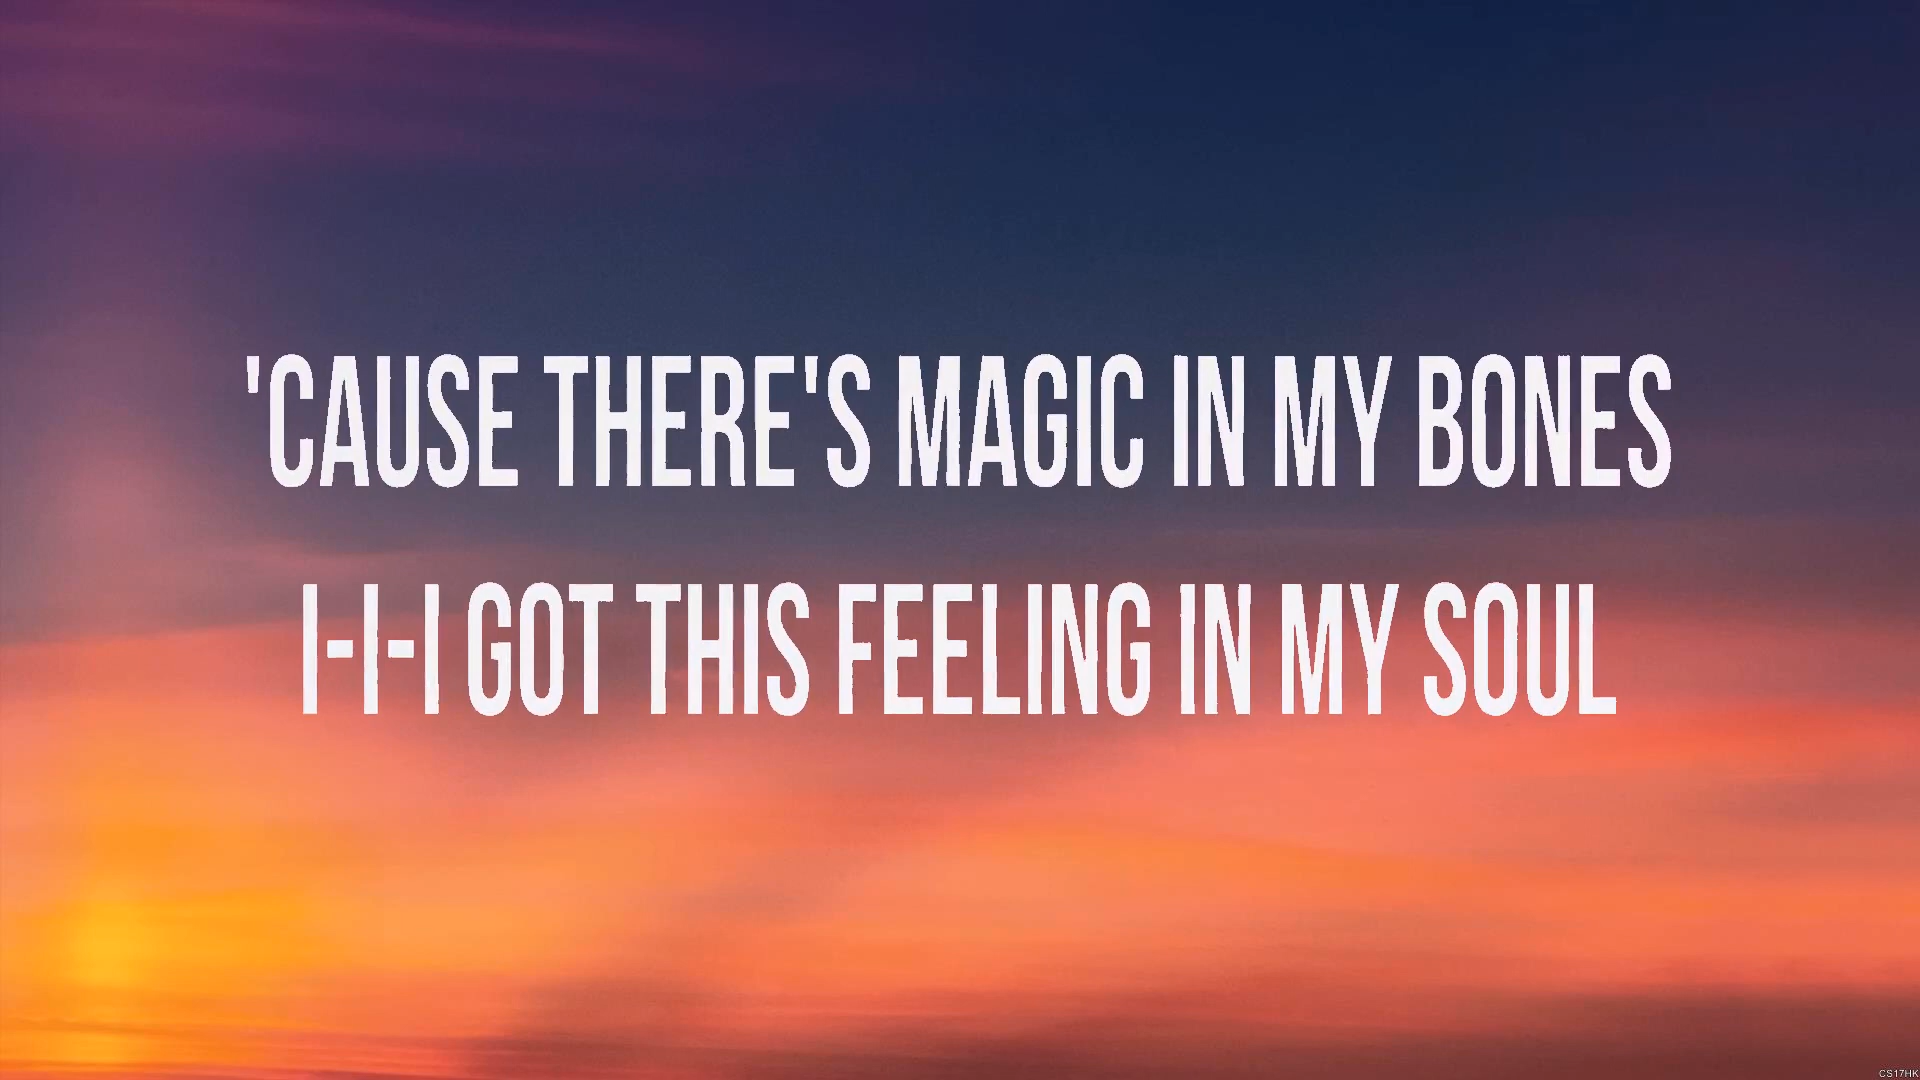 'CAUSE THERE'S MAGIC IN MY BONES
I-I-I GOT THIS FEELING IN MY SOUL
CS17HK